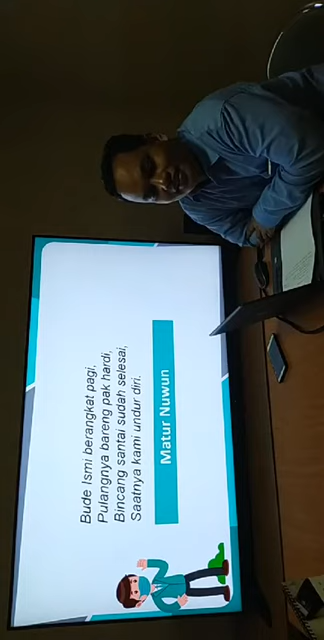 Bude Ismi berangkat pagi,
Pulangnya bareng pak hardi,
Bincang santai sudah selesai,
Saatnya kami undur diri.
Matur Nuwun